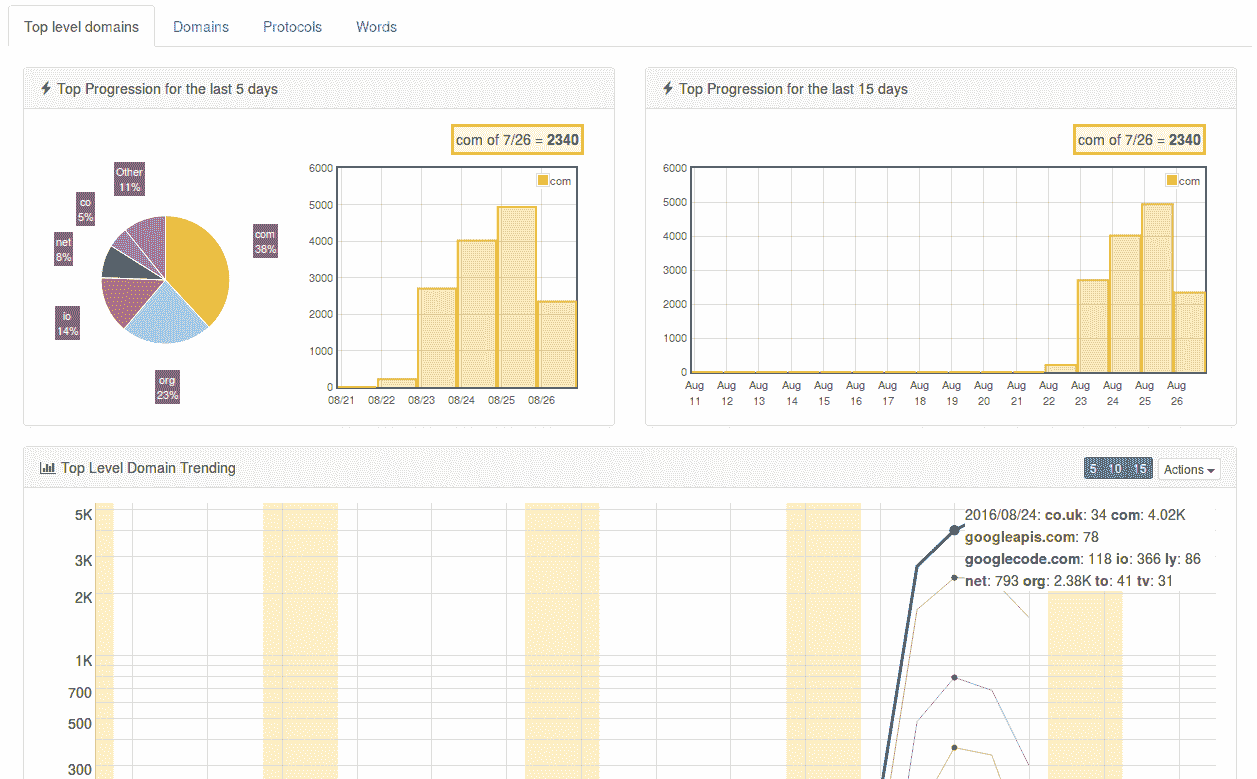 Top level domains Domains Protocols Words
Top Progression for the last 5 days
com of 7/26 = 2340
Other
11%
co
5%
net
8%
io
14%
org
23%
com
38%
6000
5000
4000
3000
2000
1000
0
com
08/21 08/22 08/23 08/24 08/25 08/26
Top Progression for the last 15 days
com of 7/26 = 2340
6000
5000
4000
3000
2000
1000
0
com
Aug Aug Aug Aug Aug Aug Aug Aug Aug Aug Aug Aug Aug Aug Aug Aug
11 12 13 14 15 16 17 18 19 20 21 22 23 24 25 26
Top Level Domain Trending
5 10 15 Actions
5K
3K
2K
1K
700
500
300
2016/08/24: co.uk: 34 com: 4.02K
googleapis.com: 78
googlecode.com: 118 io: 366 ly: 86
net: 793 org: 2.38K to: 41 tv: 31